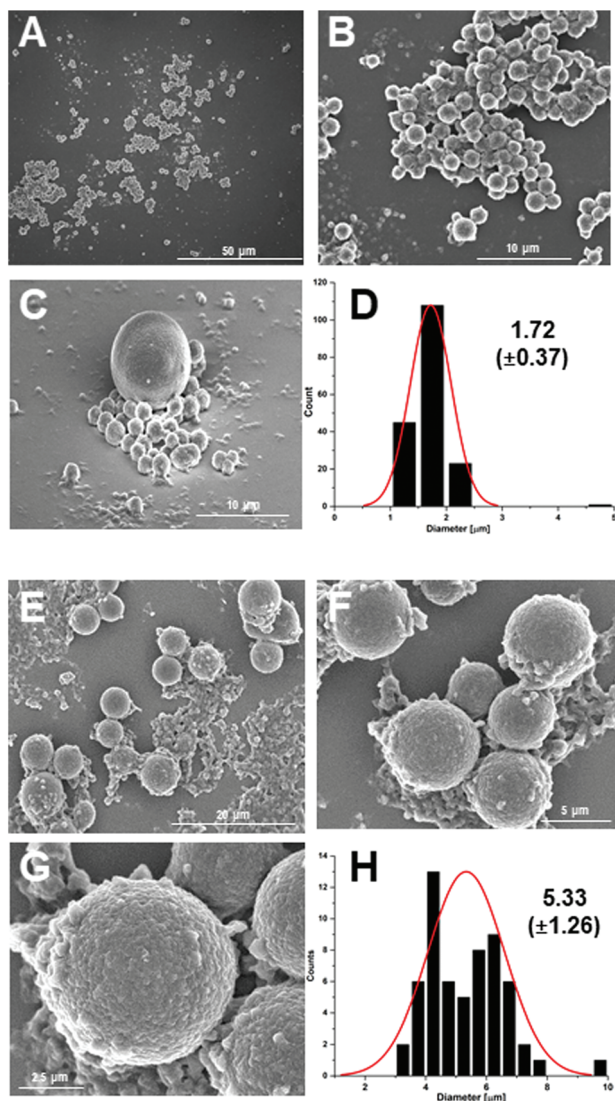 A
50 µm
B
10 µm
C
10 µm
D
1.72
(±0.37)
120
100
80
60
40
20
0
Count
0 1 2 3 4 5
Diameter [µm]
E
20 µm
F
5 µm
G
2.5 µm
H
5.33
(±1.26)
14
12
10
8
6
4
2
0
Counts
2 4 6 8 10
Diameter [µm]